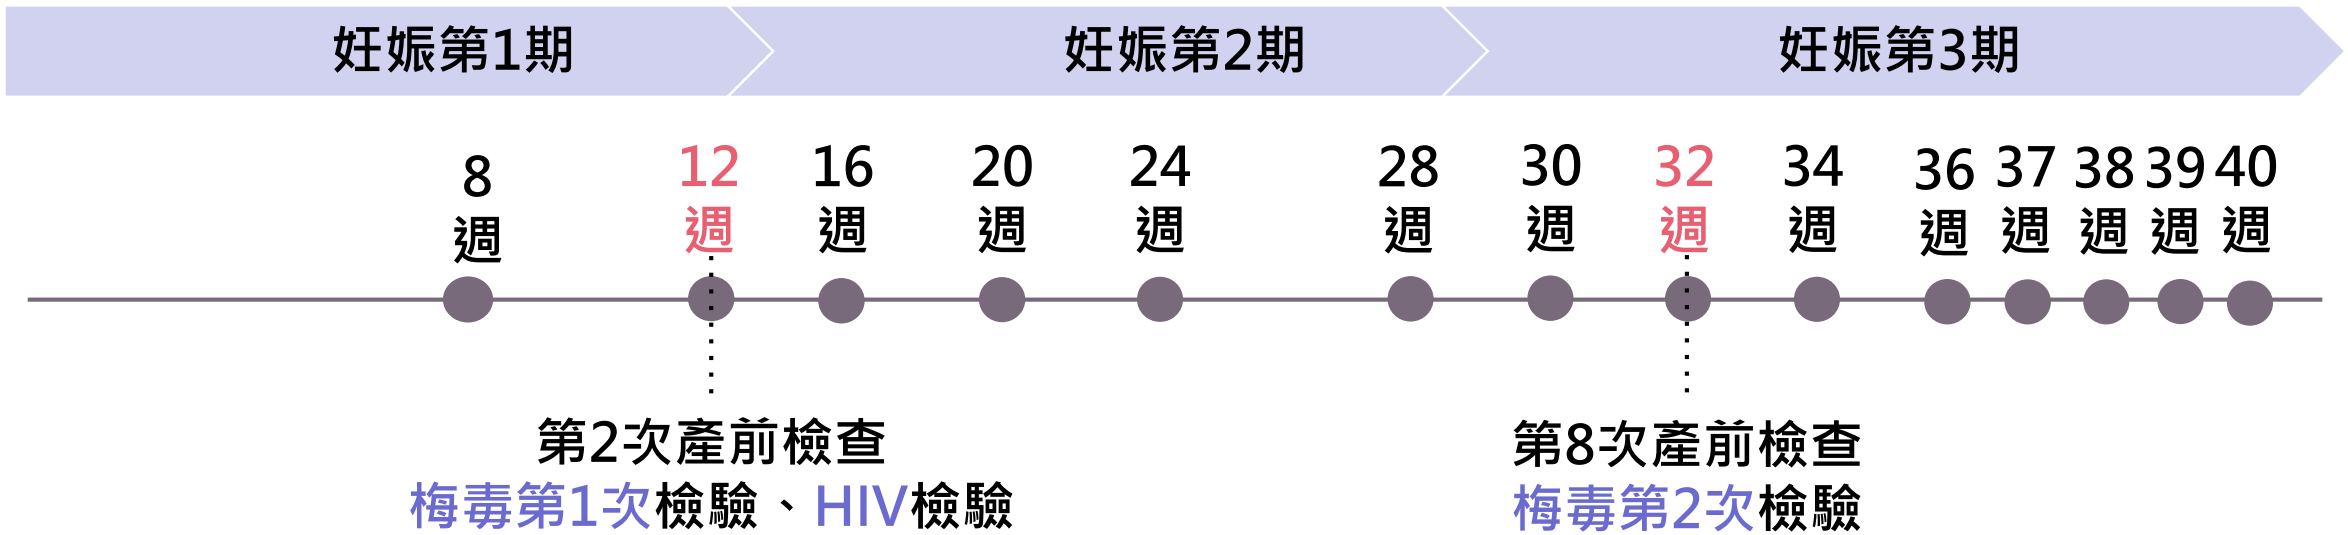 妊娠第1期
妊娠第2期
妊娠第3期
8
週
12
週
16
週
20
週
24
週
28
週
30
週
32
週
34
週
36
週
37
週
38
週
39
週
40
週
第2次產前檢查
梅毒第1次檢驗、HIV檢驗
第8次產前檢查
梅毒第2次檢驗